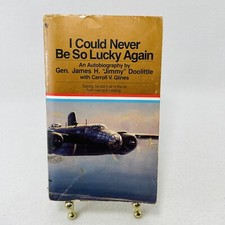 I Could Never
Be So Lucky Again
An Autobiography by
Gen. James H. "Jimmy" Doolittle
with Carroll V. Glines